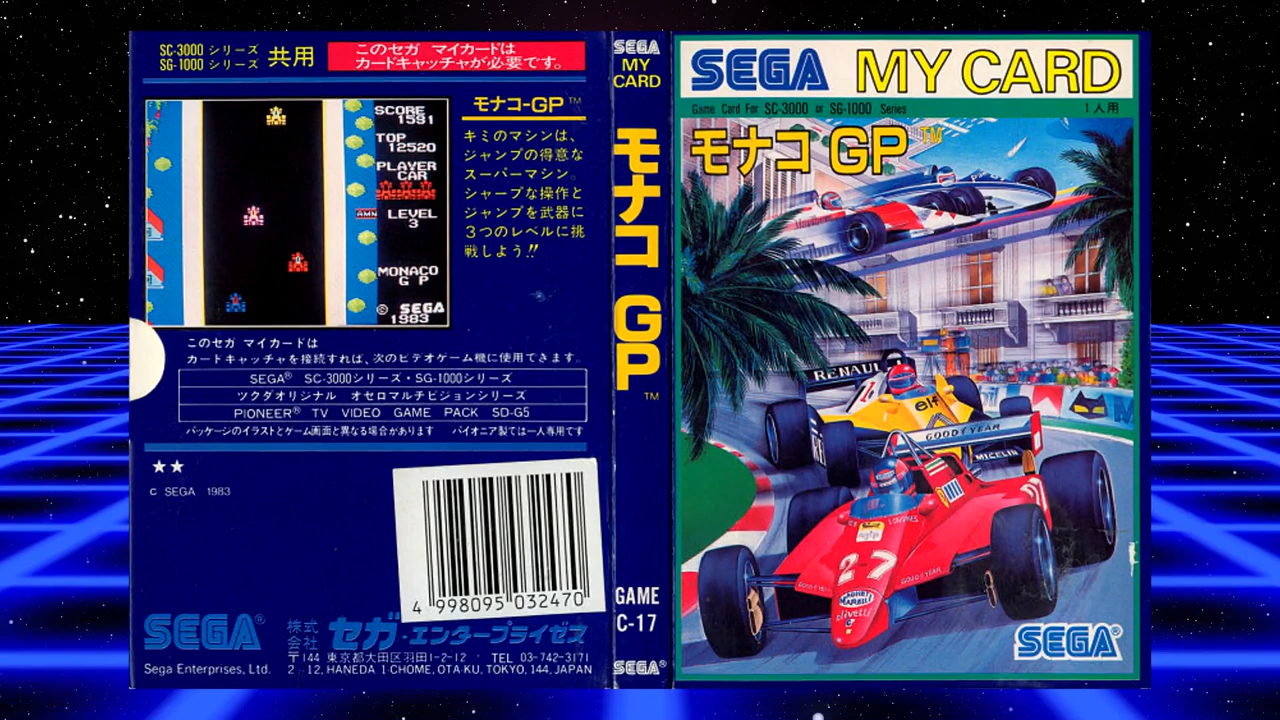 SC-3000 シリーズ
SG-1000 シリーズ 共用
このセガ マイカードは
カードキャッチャが必要です。
SCORE
1591
TOP
12520
PLAYER
CAR
LEVEL
3
MONACO
G P
© SEGA
1983
モナコ-GP™
キミのマシンは、
ジャンプの得意な
スーパーマシン。
シャープな操作と
ジャンプを武器に
3つのレベルに挑
戦しよう!!
このセガ マイカードは
カードキャッチャを接続すれば、次のビデオゲーム機に使用できます。
SEGA® SC-3000シリーズ・SG-1000シリーズ
ツクダオリジナル オセロマルチビジョンシリーズ
PIONEER® TV VIDEO GAME PACK SD-G5
パッケージのイラストとゲーム画面と異なる場合があります パイオニア製ては一人専用です
★★
c SEGA 1983
4 998095 032470
SEGA®
株式会社 セガ・エンタープライゼス
〒144 東京都大田区羽田1-2-12 · TEL 03-742-3171
Sega Enterprises, Ltd. 2-12, HANEDA 1 CHOME, OTA KU, TOKYO, 144, JAPAN
SEGA
MY
CARD
モナコ GP™
GAME
C-17
SEGA®
SEGA MY CARD
Game Card For SC-3000 or SG-1000 Series 1人用
モナコ GP™
RENAUL
elf
GOOD YEAR
MICELIN
27
GOOD YEAR
MAGNETI
MARELLI
olivetti
SEGA®